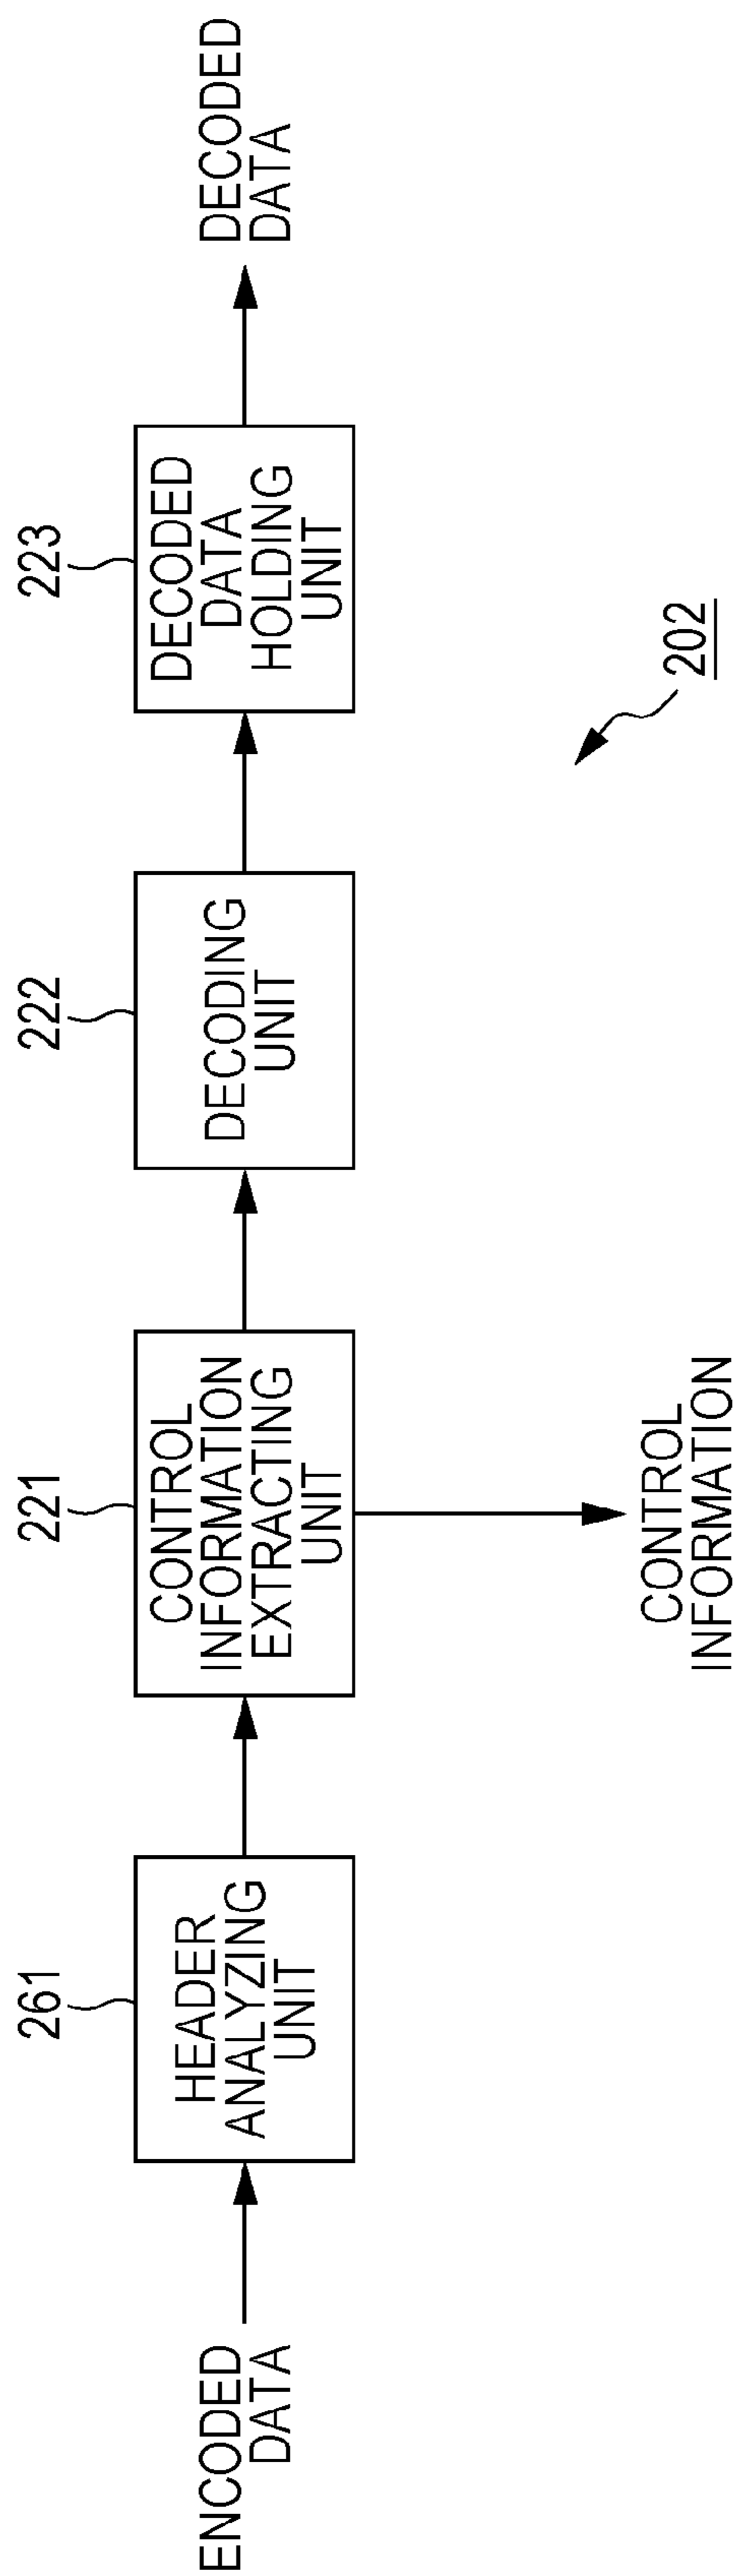 261
221
222
223
ENCODED
DATA
HEADER
ANALYZING
UNIT
CONTROL
INFORMATION
EXTRACTING
UNIT
DECODING
UNIT
DECODED
DATA
HOLDING
UNIT
DECODED
DATA
CONTROL
INFORMATION
202